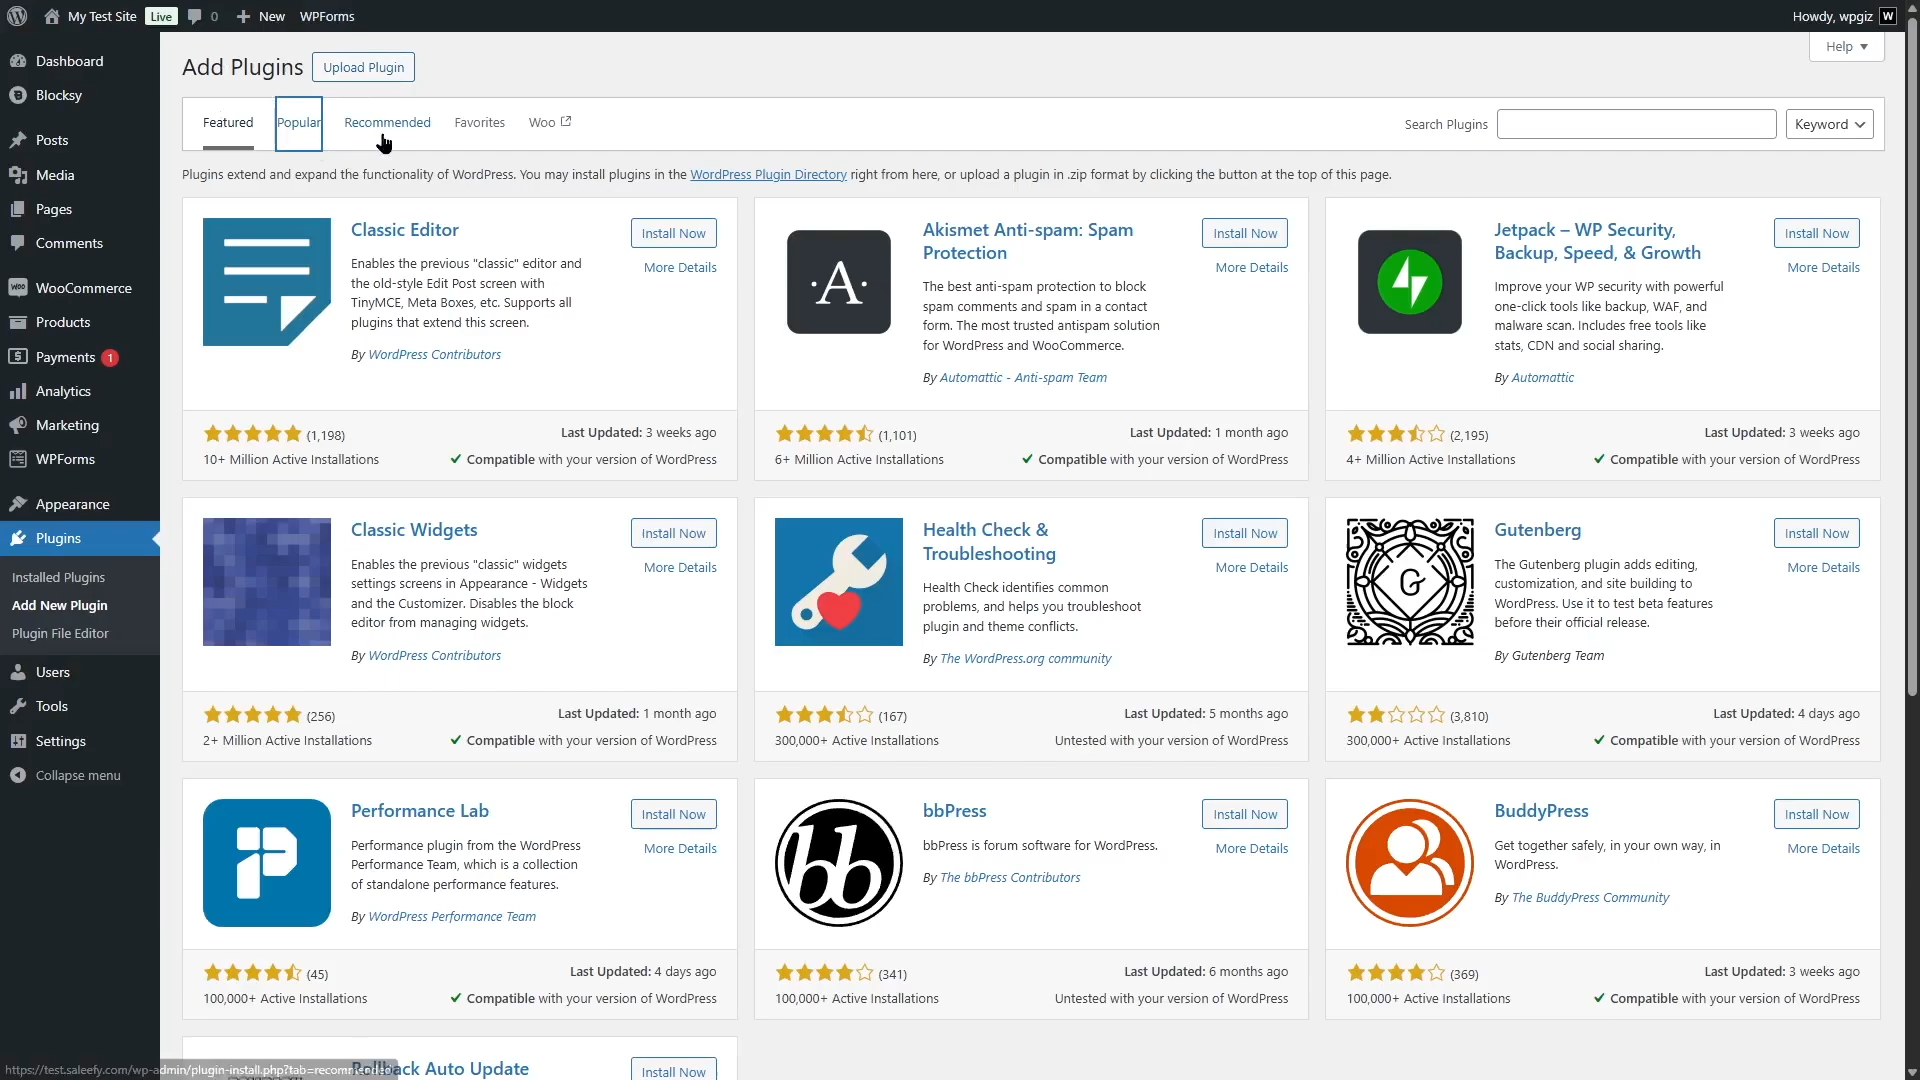 My Test Site Live 0 New WPForms
Howdy, wpgiz W
Help
Dashboard
Blocksy
Posts
Media
Pages
Comments
WooCommerce
Products
Payments 1
Analytics
Marketing
WPForms
Appearance
Plugins
Installed Plugins
Add New Plugin
Plugin File Editor
Users
Tools
Settings
Collapse menu
Add Plugins Upload Plugin
Featured Popular Recommended Favorites Woo
Search Plugins Keyword
Plugins extend and expand the functionality of WordPress. You may install plugins in the WordPress Plugin Directory right from here, or upload a plugin in .zip format by clicking the button at the top of this page.
Classic Editor
Install Now
More Details
Enables the previous "classic" editor and
the old-style Edit Post screen with
TinyMCE, Meta Boxes, etc. Supports all
plugins that extend this screen.
By WordPress Contributors
(1,198)
Last Updated: 3 weeks ago
10+ Million Active Installations
Compatible with your version of WordPress
·A·
Akismet Anti-spam: Spam
Protection
Install Now
More Details
The best anti-spam protection to block
spam comments and spam in a contact
form. The most trusted antispam solution
for WordPress and WooCommerce.
By Automattic - Anti-spam Team
(1,101)
Last Updated: 1 month ago
6+ Million Active Installations
Compatible with your version of WordPress
Jetpack – WP Security,
Backup, Speed, & Growth
Install Now
More Details
Improve your WP security with powerful
one-click tools like backup, WAF, and
malware scan. Includes free tools like
stats, CDN and social sharing.
By Automattic
(2,195)
Last Updated: 3 weeks ago
4+ Million Active Installations
Compatible with your version of WordPress
Classic Widgets
Install Now
More Details
Enables the previous "classic" widgets
settings screens in Appearance - Widgets
and the Customizer. Disables the block
editor from managing widgets.
By WordPress Contributors
(256)
Last Updated: 1 month ago
2+ Million Active Installations
Compatible with your version of WordPress
Health Check &
Troubleshooting
Install Now
More Details
Health Check identifies common
problems, and helps you troubleshoot
plugin and theme conflicts.
By The WordPress.org community
(167)
Last Updated: 5 months ago
300,000+ Active Installations
Untested with your version of WordPress
G
Gutenberg
Install Now
More Details
The Gutenberg plugin adds editing,
customization, and site building to
WordPress. Use it to test beta features
before their official release.
By Gutenberg Team
(3,810)
Last Updated: 4 days ago
300,000+ Active Installations
Compatible with your version of WordPress
Performance Lab
Install Now
More Details
Performance plugin from the WordPress
Performance Team, which is a collection
of standalone performance features.
By WordPress Performance Team
(45)
Last Updated: 4 days ago
100,000+ Active Installations
Compatible with your version of WordPress
bb
bbPress
Install Now
More Details
bbPress is forum software for WordPress.
By The bbPress Contributors
(341)
Last Updated: 6 months ago
100,000+ Active Installations
Untested with your version of WordPress
BuddyPress
Install Now
More Details
Get together safely, in your own way, in
WordPress.
By The BuddyPress Community
(369)
Last Updated: 3 weeks ago
100,000+ Active Installations
Compatible with your version of WordPress
Rollback Auto Update
Install Now
https://test.saleefy.com/wp-admin/plugin-install.php?tab=recommended